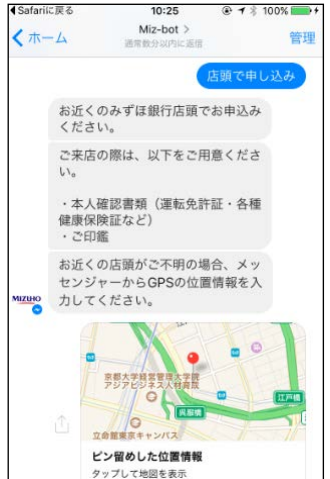 Safariに戻る 10:25 100%
ホーム Miz-bot > 管理
通常数分以内に返信
店頭で申し込み
お近くのみずほ銀行店頭でお申込み
ください。
ご来店の際は、以下をご用意くださ
い。
・本人確認書類（運転免許証・各種
健康保険証など）
・ご印鑑
お近くの店頭がご不明の場合、メッ
センジャーからGPSの位置情報を入
力してください。
MIZUHO
京都大学経営管理大学院
アジアビジネス人材育成
江戸橋
呉服橋
立命館東京キャンパス
ピン留めした位置情報
タップして地図を表示